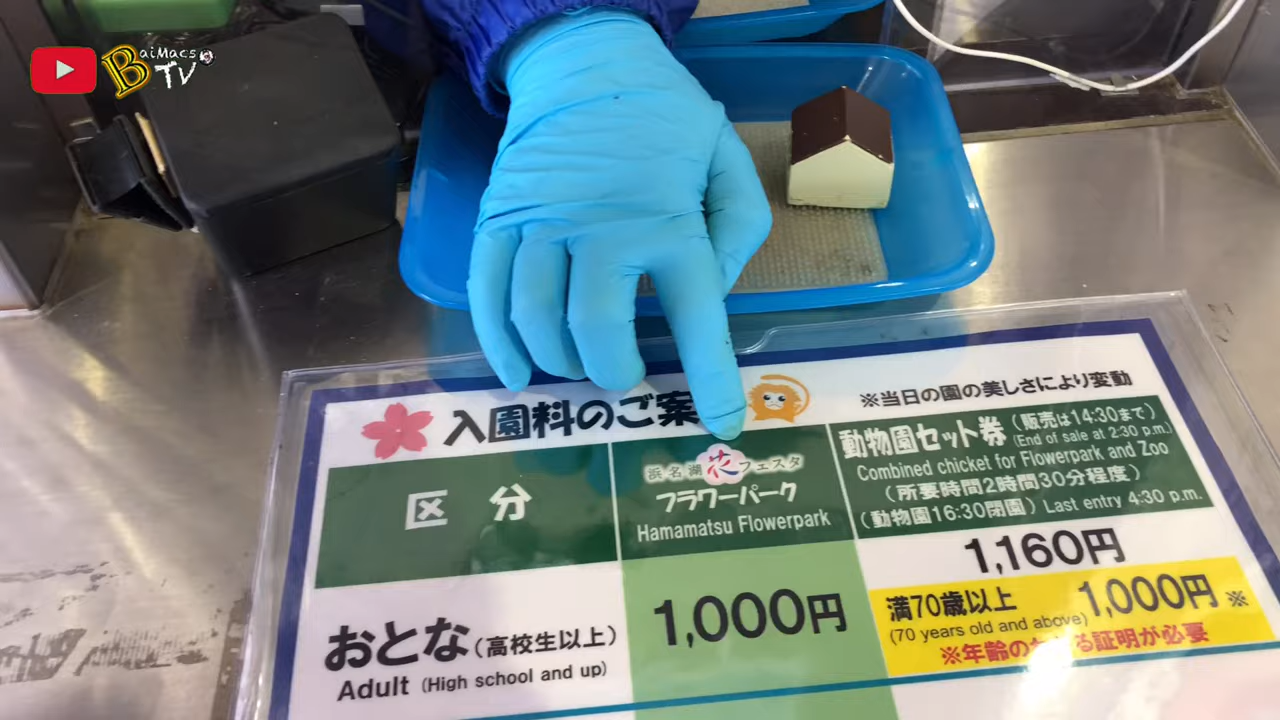 BaiMacs TV
入園料のご案
※当日の園の美しさにより変動
区 分
浜名湖花フェスタ
フラワーパーク
Hamamatsu Flowerpark
動物園セット券 (販売は14:30まで)
(End of sale at 2:30 p.m.)
Combined chicket for Flowerpark and Zoo
(所要時間2時間30分程度)
(動物園16:30閉園) Last entry 4:30 p.m.
おとな(高校生以上)
Adult (High school and up)
1,000円
1,160円
満70歳以上 1,000円※
(70 years old and above)
※年齢の る証明が必要